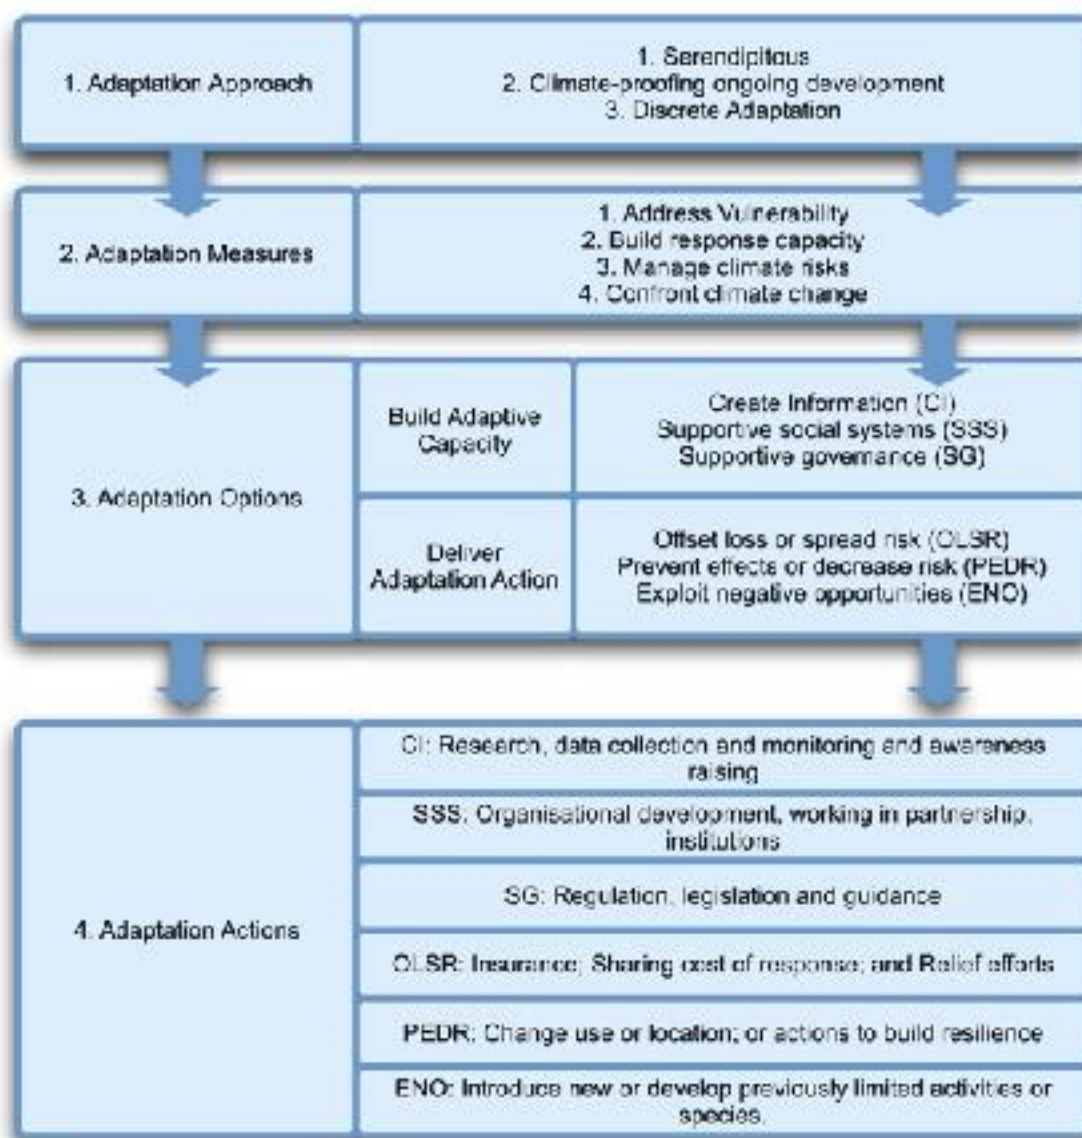 1. Adaptation Approach
1. Serendipitous
2. Climate-proofing ongoing development
3. Discrete Adaptation
2. Adaptation Measures
1. Address Vulnerability
2. Build response capacity
3. Manage climate risks
4. Confront climate change
3. Adaptation Options
Build Adaptive
Capacity
Create Information (CI)
Supportive social systems (SSS)
Supportive governance (SG)
Deliver
Adaptation Action
Offset loss or spread risk (OLSR)
Prevent effects or decrease risk (PEDR)
Exploit negative opportunities (ENO)
4. Adaptation Actions
CI: Research, data collection and monitoring and awareness
raising
SSS: Organisational development, working in partnership,
institutions
SG: Regulation, legislation and guidance
OLSR: Insurance; Sharing cost of response; and Relief efforts
PEDR: Change use or location; or actions to build resilience
ENO: Introduce new or develop previously limited activities or
species.